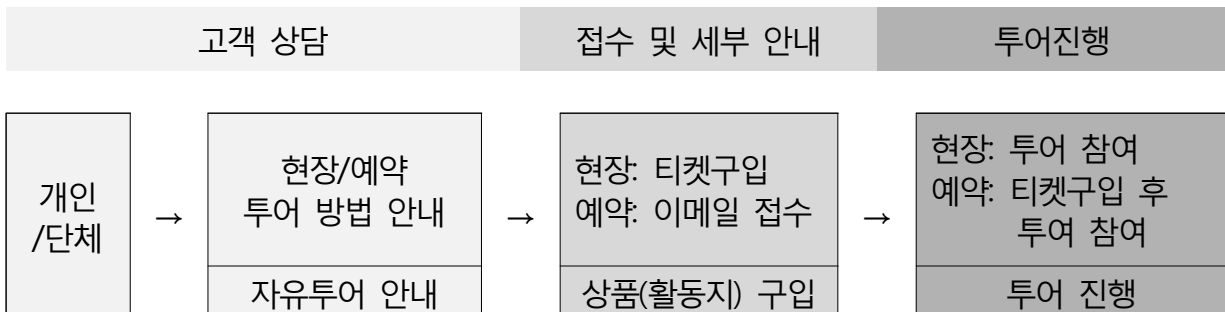 고객 상담
접수 및 세부 안내
투어진행
개인
/단체
→
현장/예약
투어 방법 안내
자유투어 안내
→
현장: 티켓구입
예약: 이메일 접수
상품(활동지) 구입
→
현장: 투어 참여
예약: 티켓구입 후
투여 참여
투어 진행